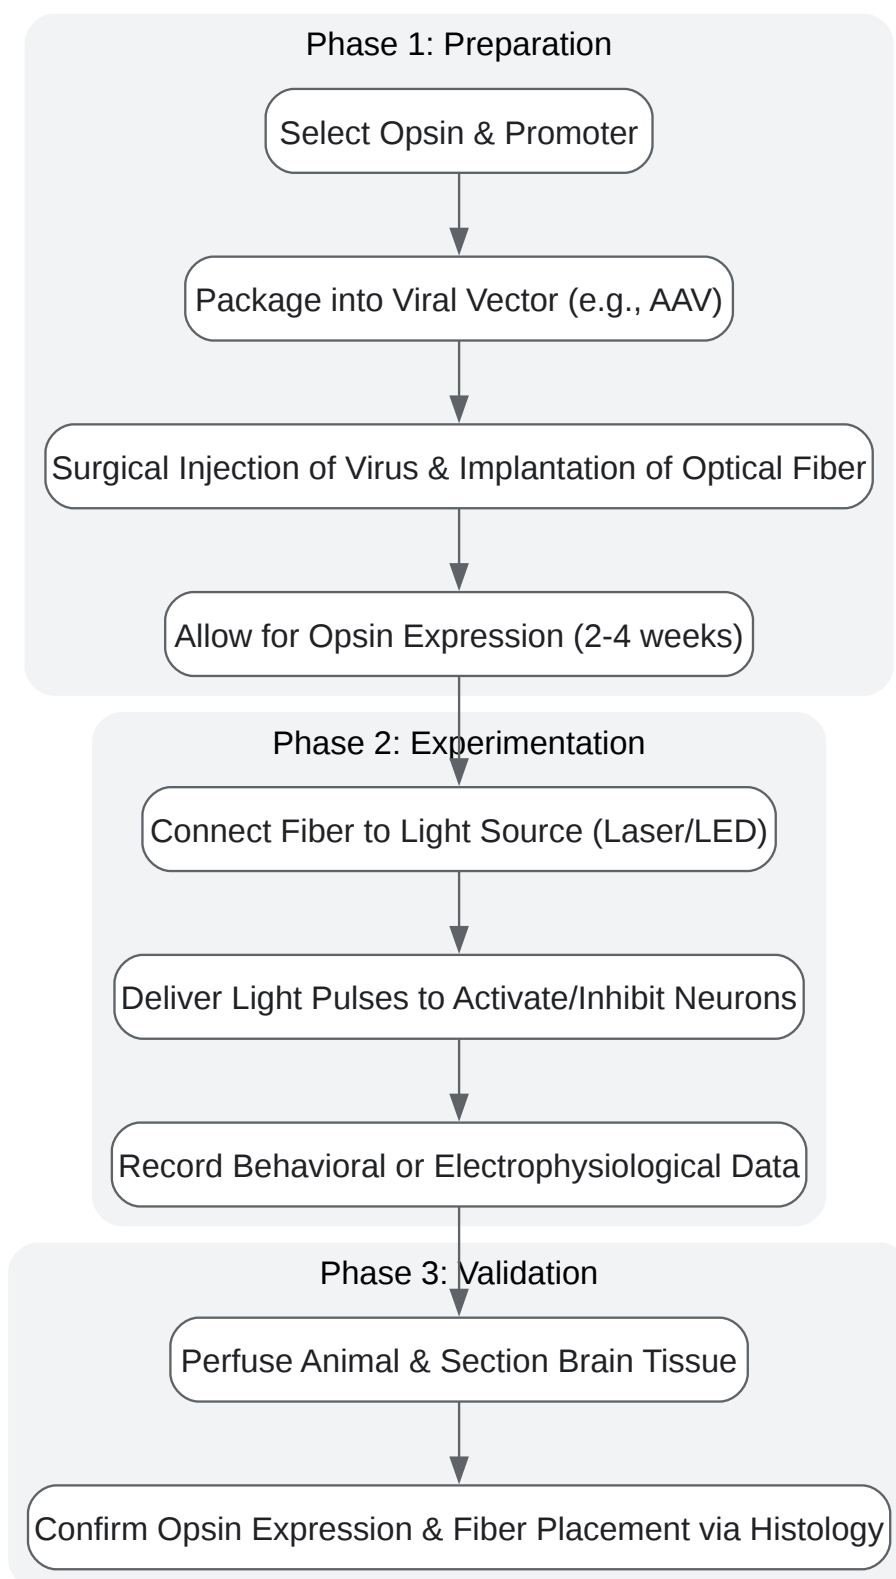 Phase 1: Preparation
Select Opsin & Promoter
Package into Viral Vector (e.g., AAV)
Surgical Injection of Virus & Implantation of Optical Fiber
Allow for Opsin Expression (2-4 weeks)
Phase 2: Experimentation
Connect Fiber to Light Source (Laser/LED)
Deliver Light Pulses to Activate/Inhibit Neurons
Record Behavioral or Electrophysiological Data
Phase 3: Validation
Perfuse Animal & Section Brain Tissue
Confirm Opsin Expression & Fiber Placement via Histology